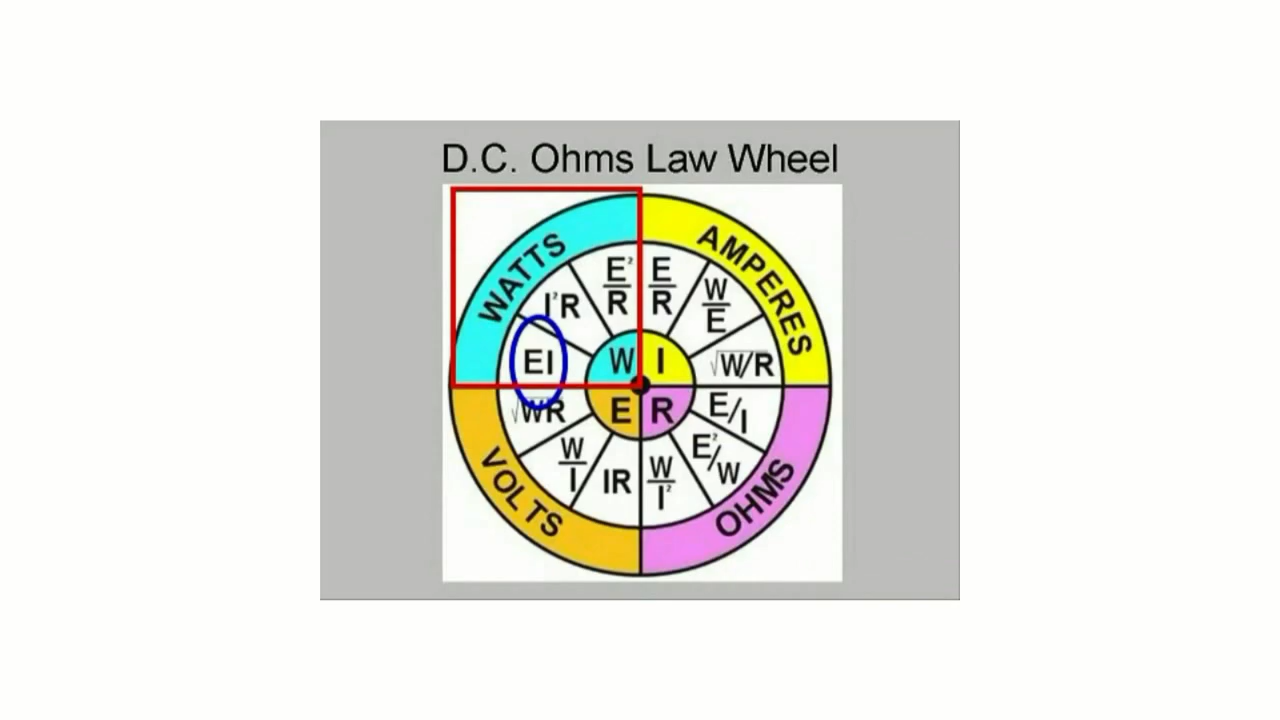 D.C. Ohms Law Wheel
WATTS
AMPERES
I²R
E²
R
E
R
W
E
EI
W
I
√W/R
√WR
E
R
E/I
W
I
IR
W
I²
E²/W
VOLTS
OHMS